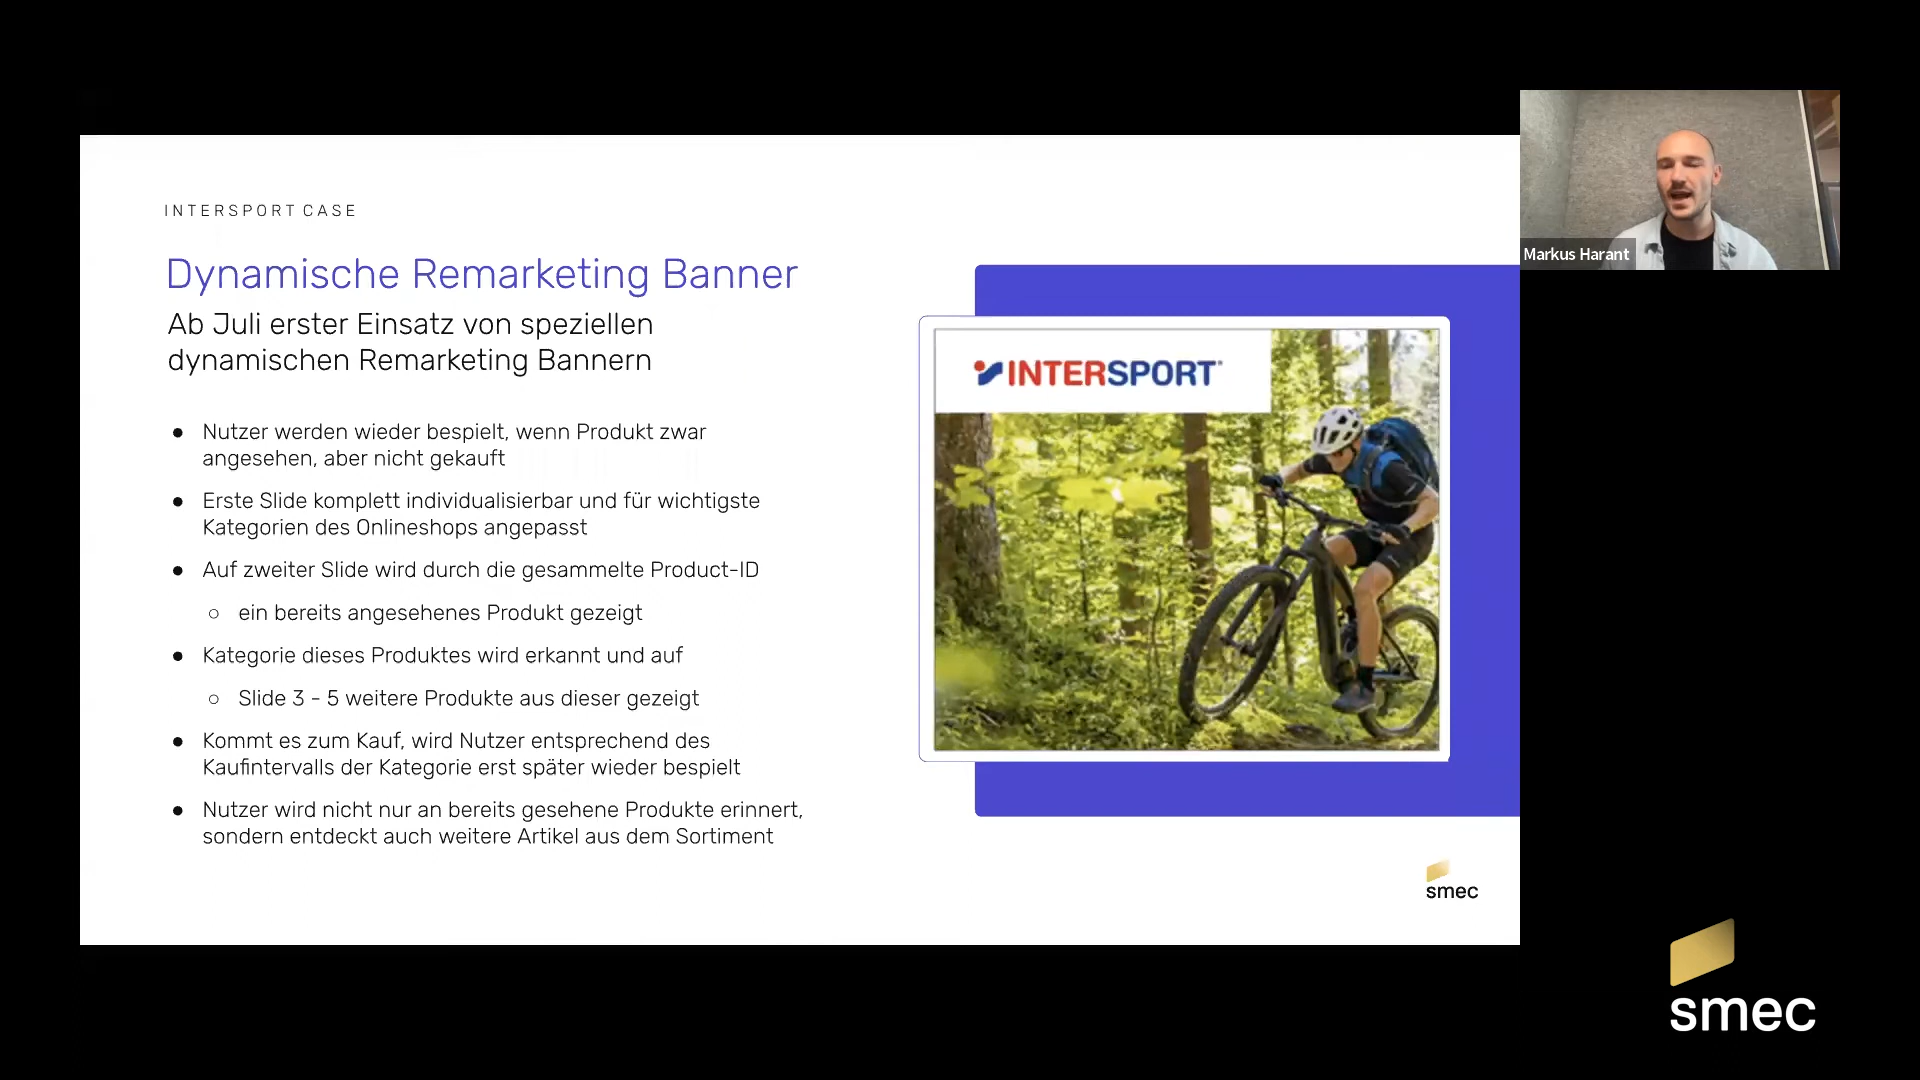 INTERSPORT CASE
Dynamische Remarketing Banner
Ab Juli erster Einsatz von speziellen
dynamischen Remarketing Bannern
● Nutzer werden wieder bespielt, wenn Produkt zwar
angesehen, aber nicht gekauft
● Erste Slide komplett individualisierbar und für wichtigste
Kategorien des Onlineshops angepasst
● Auf zweiter Slide wird durch die gesammelte Product-ID
○ ein bereits angesehenes Produkt gezeigt
● Kategorie dieses Produktes wird erkannt und auf
○ Slide 3 - 5 weitere Produkte aus dieser gezeigt
● Kommt es zum Kauf, wird Nutzer entsprechend des
Kaufintervalls der Kategorie erst später wieder bespielt
● Nutzer wird nicht nur an bereits gesehene Produkte erinnert,
sondern entdeckt auch weitere Artikel aus dem Sortiment
INTERSPORT
smec
Markus Harant
smec